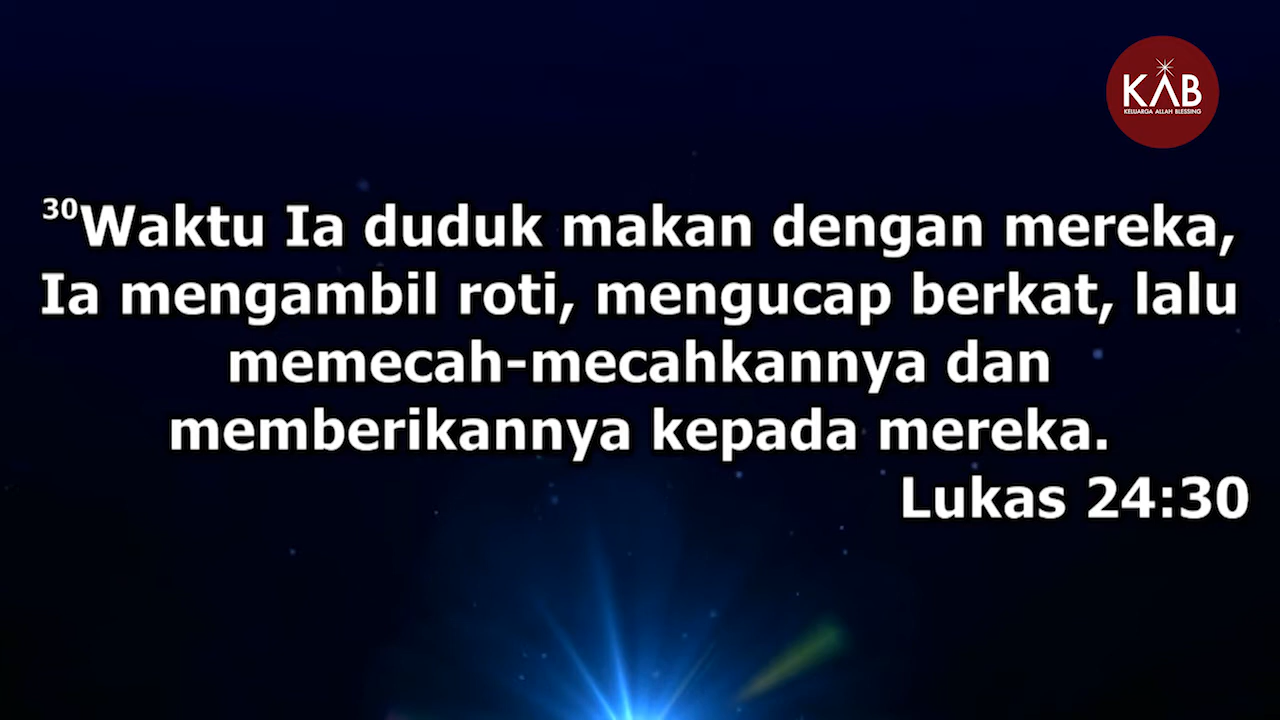 KAB
KELUARGA ALLAH BLESSING
30Waktu Ia duduk makan dengan mereka,
Ia mengambil roti, mengucap berkat, lalu
memecah-mecahkannya dan
memberikannya kepada mereka.
Lukas 24:30